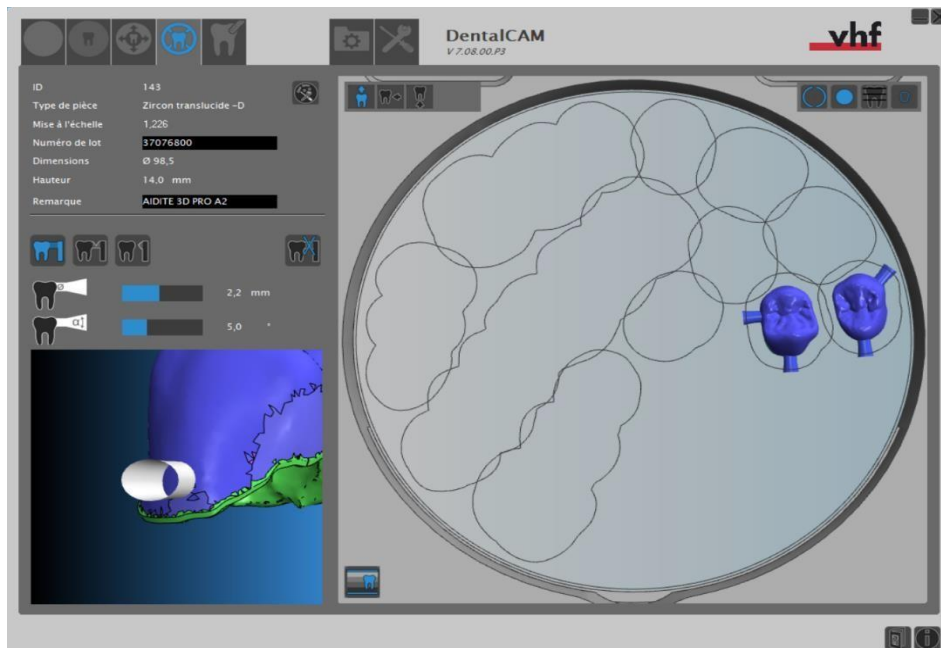 DentalCAM
V 7.08.00.P3
vhf
ID 143
Type de pièce Zircon translucide -D
Mise à l'échelle 1,226
Numéro de lot 37076800
Dimensions Ø 98,5
Hauteur 14,0 mm
Remarque AIDITE 3D PRO A2
Ø 2,2 mm
α 5,0 °